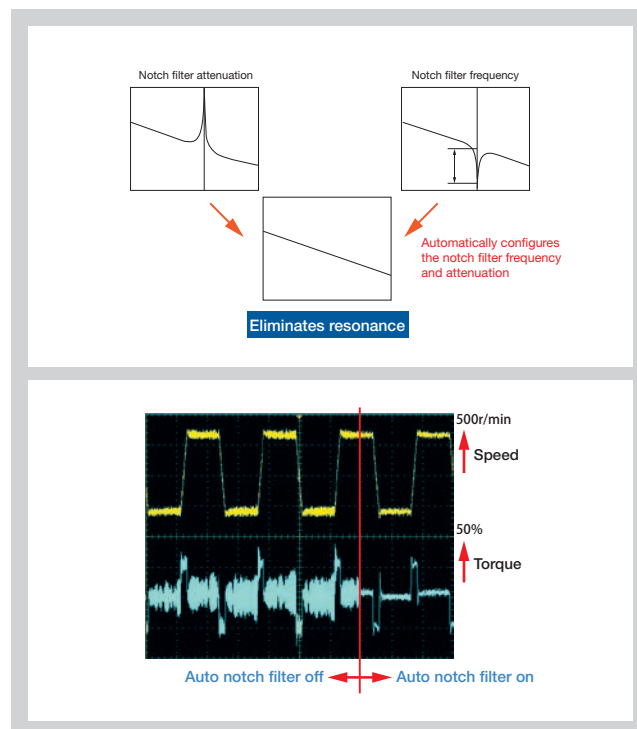 Notch filter attenuation
Notch filter frequency
Automatically configures
the notch filter frequency
and attenuation
Eliminates resonance
500r/min
Speed
50%
Torque
Auto notch filter off
Auto notch filter on